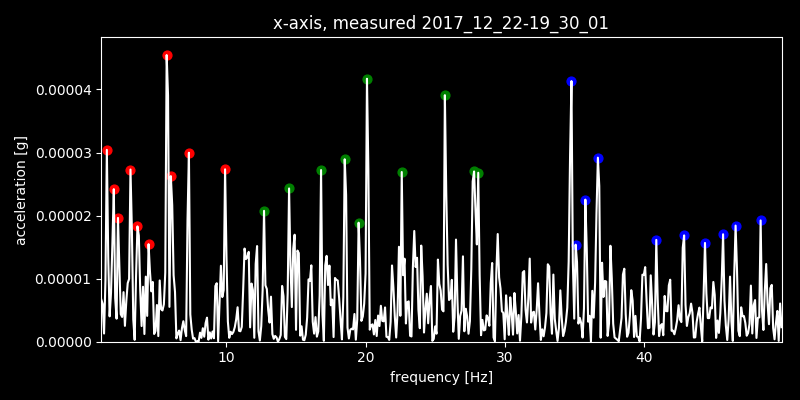 x-axis, measured 2017_12_22-19_30_01
acceleration [g]
0.00004
0.00003
0.00002
0.00001
0.00000
10 20 30 40
frequency [Hz]